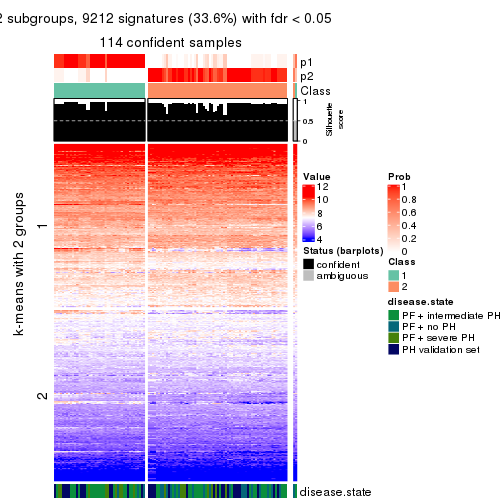 2 subgroups, 9212 signatures (33.6%) with fdr < 0.05
114 confident samples
p1
p2
Class
1
0.5
0
Silhouette
score
k-means with 2 groups
1
2
Value
12
10
8
6
4
Status (barplots)
confident
ambiguous
Prob
1
0.8
0.6
0.4
0.2
0
Class
1
2
disease.state
PF + intermediate PH
PF + no PH
PF + severe PH
PH validation set
disease.state